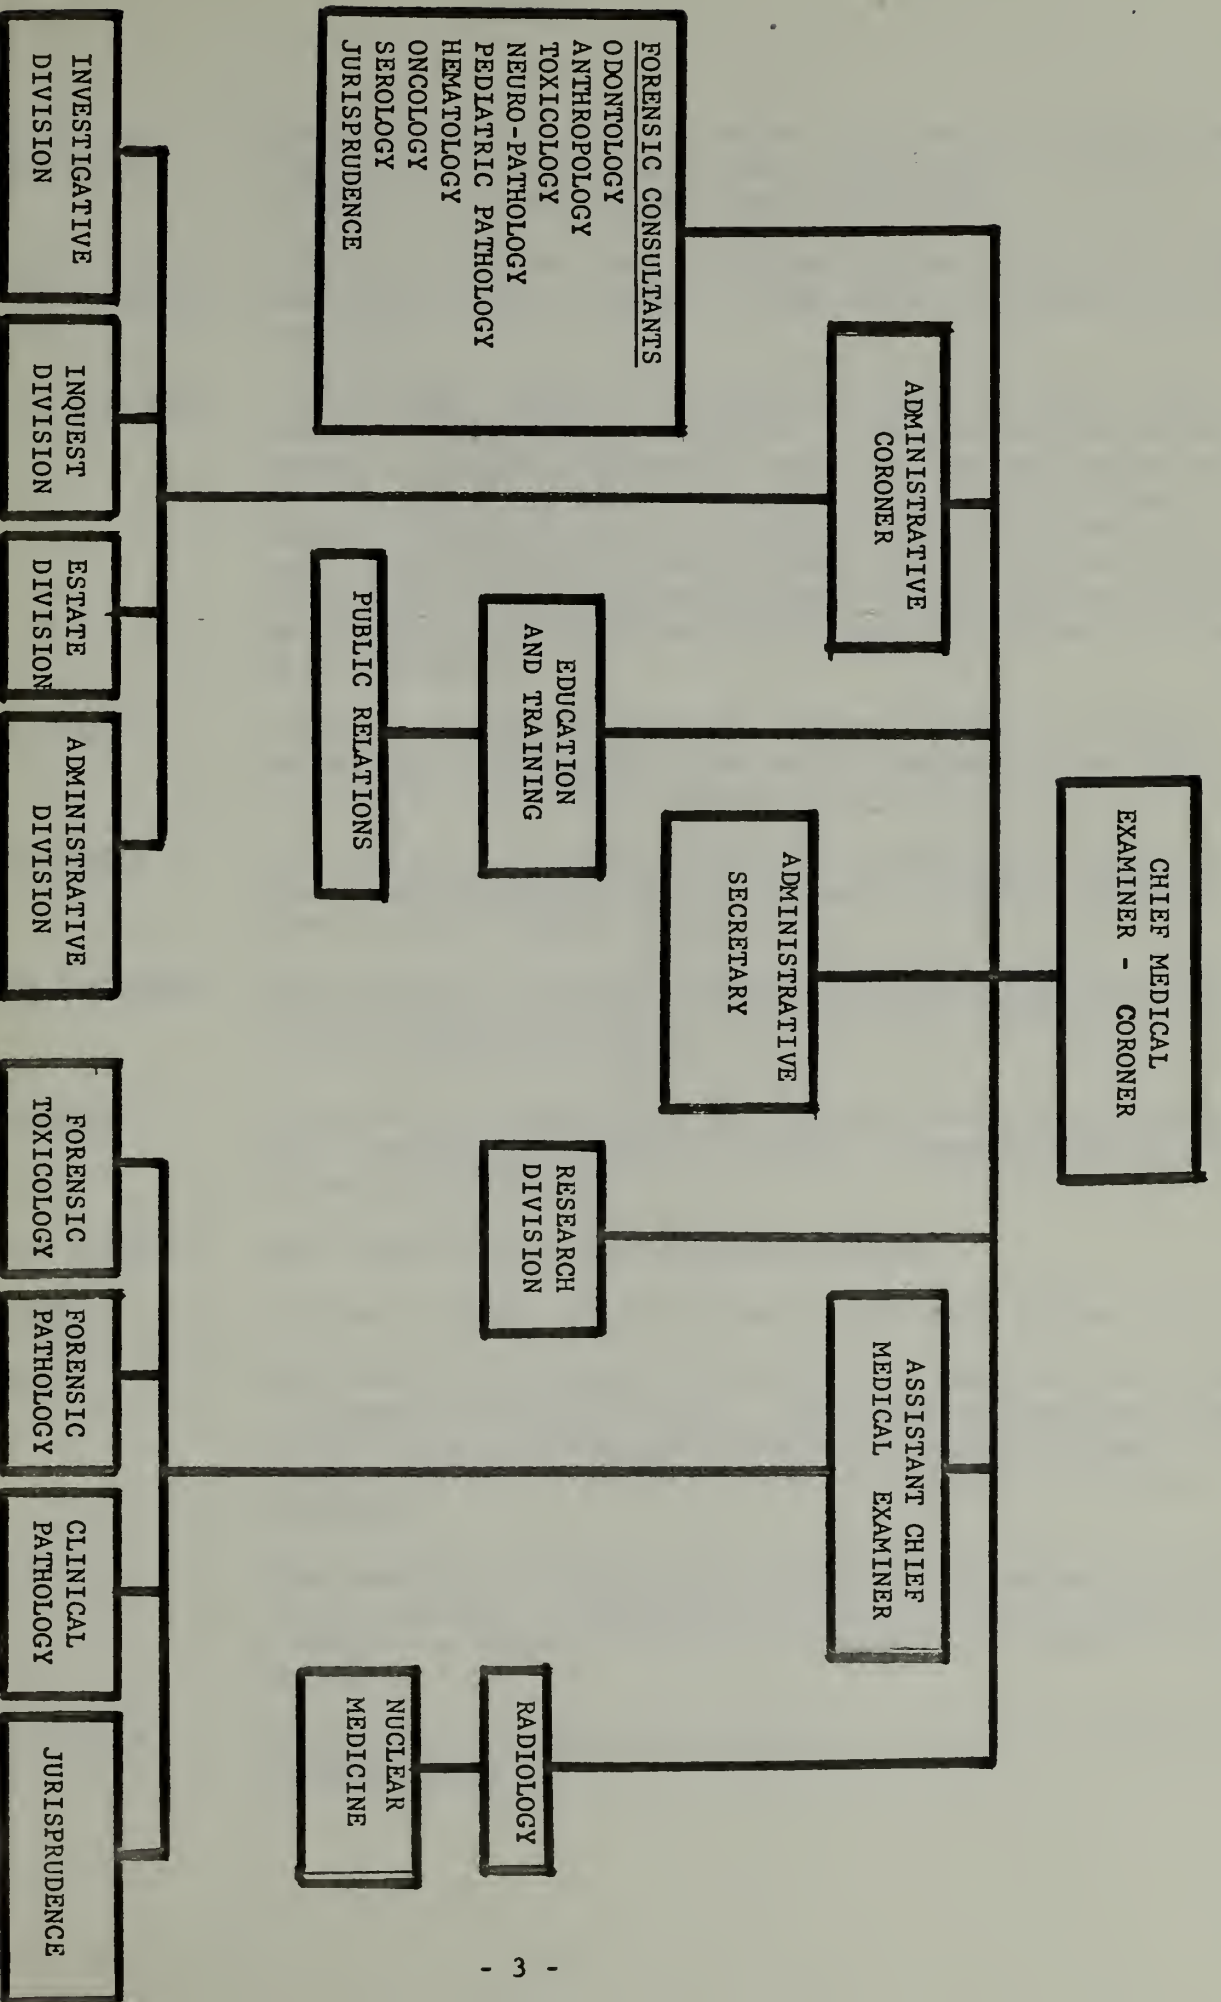 CHIEF MEDICAL
EXAMINER - CORONER
ADMINISTRATIVE
CORONER
ASSISTANT CHIEF
MEDICAL EXAMINER
ADMINISTRATIVE
SECRETARY
FORENSIC CONSULTANTS
ODONTOLOGY
ANTHROPOLOGY
TOXICOLOGY
NEURO-PATHOLOGY
PEDIATRIC PATHOLOGY
HEMATOLOGY
ONCOLOGY
SEROLOGY
JURISPRUDENCE
EDUCATION
AND TRAINING
PUBLIC RELATIONS
RESEARCH
DIVISION
RADIOLOGY
NUCLEAR
MEDICINE
INVESTIGATIVE
DIVISION
INQUEST
DIVISION
ESTATE
DIVISION
ADMINISTRATIVE
DIVISION
FORENSIC
TOXICOLOGY
FORENSIC
PATHOLOGY
CLINICAL
PATHOLOGY
JURISPRUDENCE
- 3 -